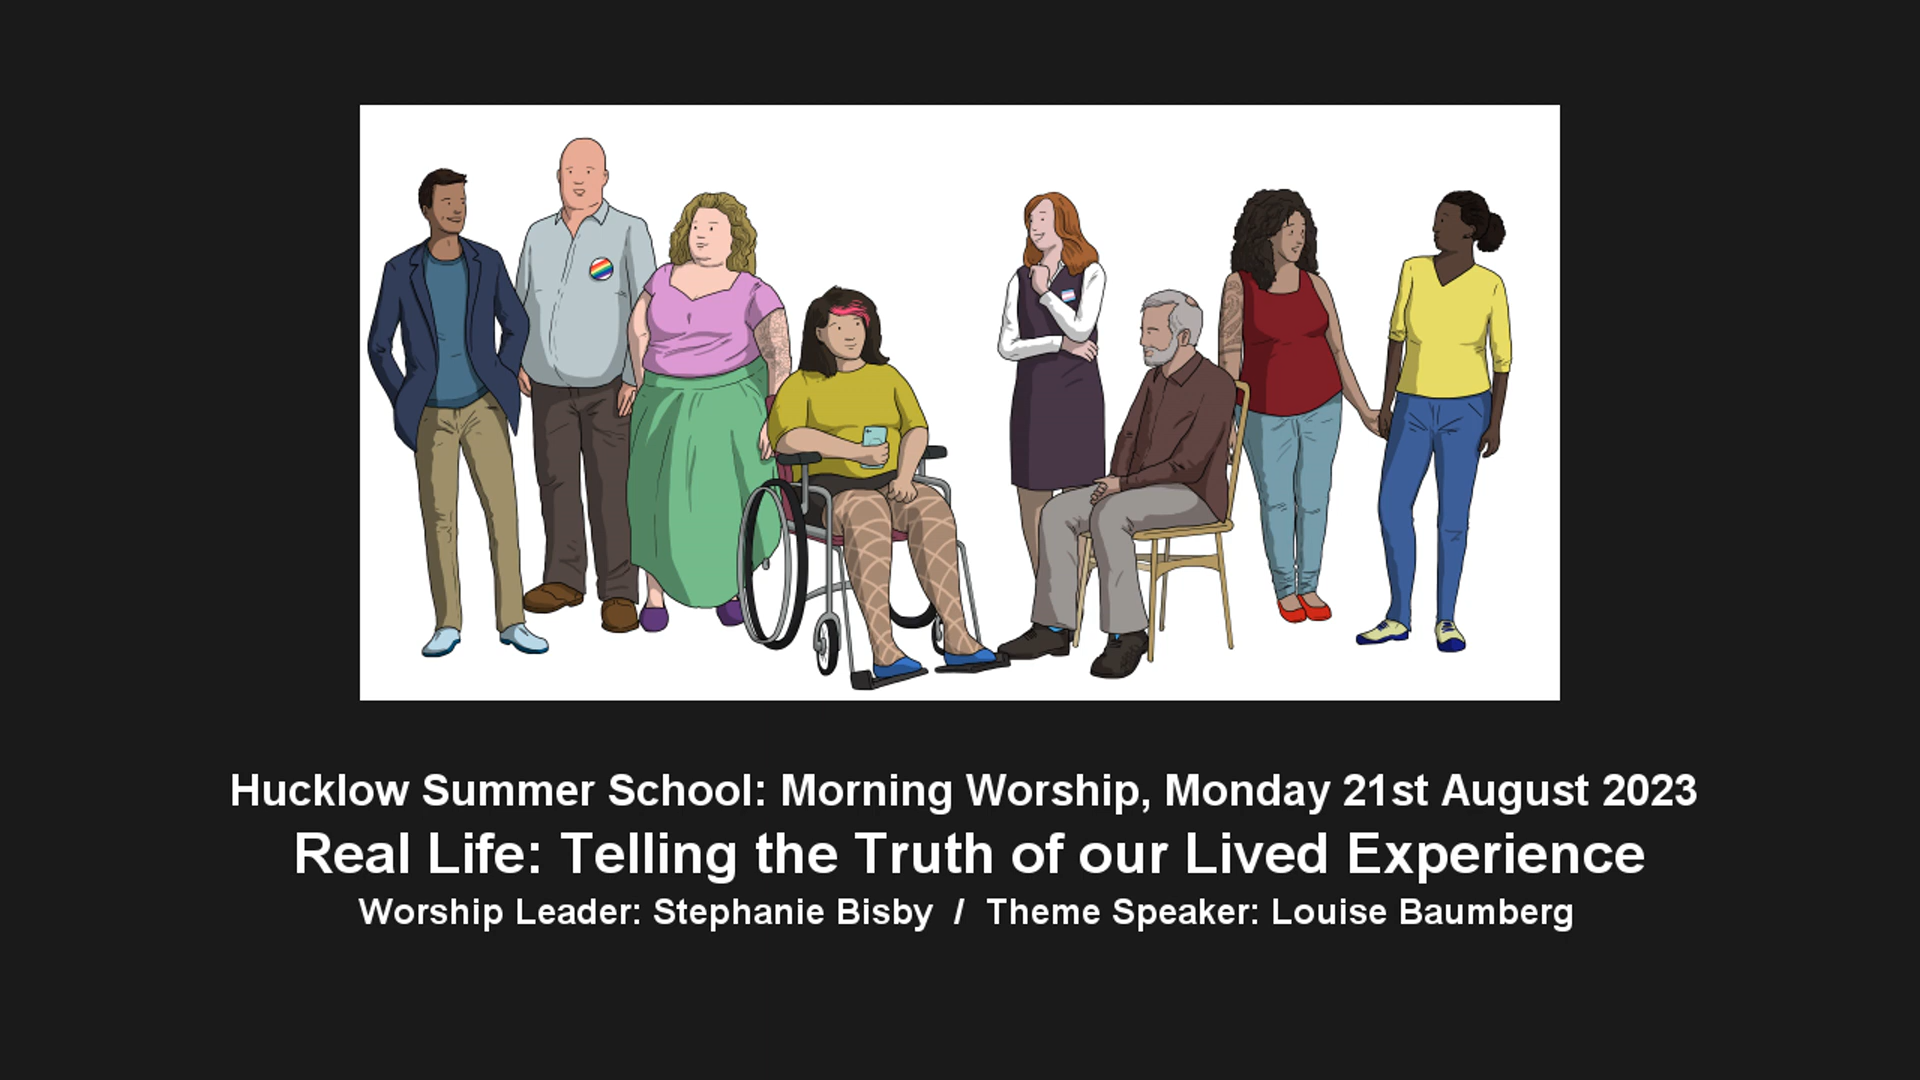 Hucklow Summer School: Morning Worship, Monday 21st August 2023
Real Life: Telling the Truth of our Lived Experience
Worship Leader: Stephanie Bisby / Theme Speaker: Louise Baumberg